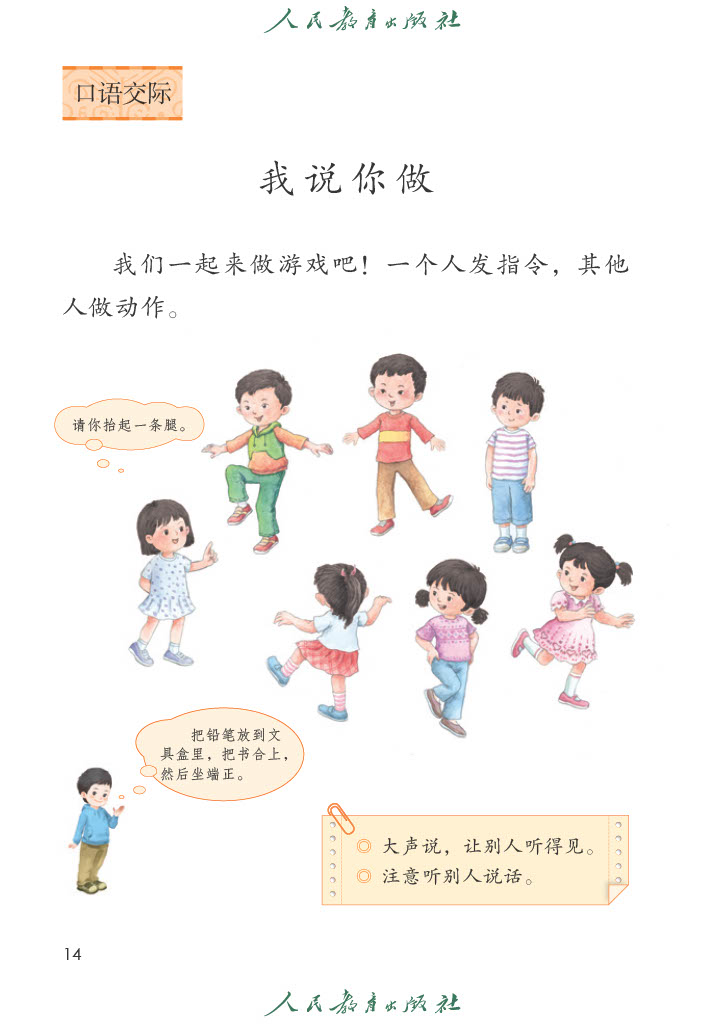 人民教育出版社
口语交际
我说你做
我们一起来做游戏吧！一个人发指令，其他
人做动作。
请你抬起一条腿。
把铅笔放到文
具盒里，把书合上，
然后坐端正。
◎ 大声说，让别人听得见。
◎ 注意听别人说话。
14
人民教育出版社